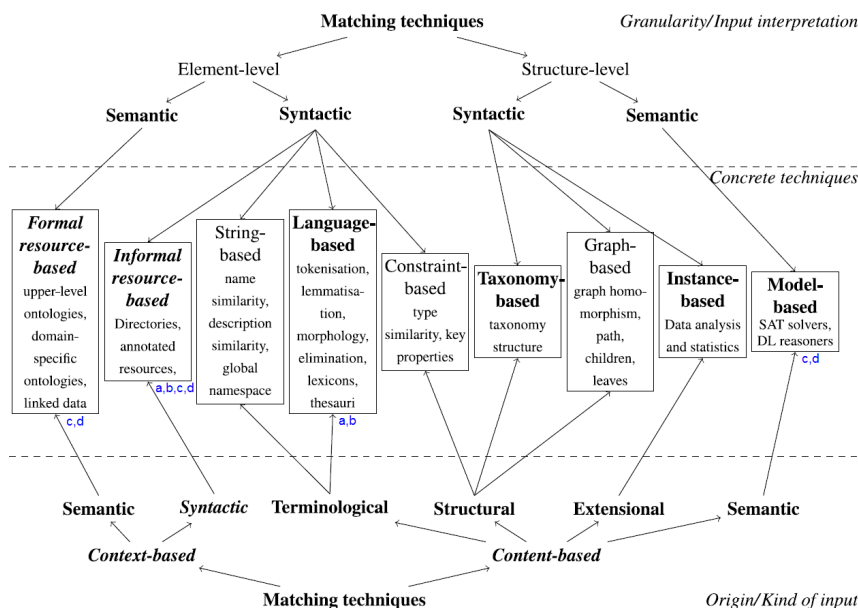 Matching techniques
Granularity/Input interpretation
Element-level
Structure-level
Semantic
Syntactic
Syntactic
Semantic
Concrete techniques
Formal
resource-
based
upper-level
ontologies,
domain-
specific
ontologies,
linked data
c,d
Informal
resource-
based
Directories,
annotated
resources,
a,b,c,d
String-
based
name
similarity,
description
similarity,
global
namespace
Language-
based
tokenisation,
lemmatisa-
tion,
morphology,
elimination,
lexicons,
thesauri
a,b
Constraint-
based
type
similarity, key
properties
Taxonomy-
based
taxonomy
structure
Graph-
based
graph homo-
morphism,
path,
children,
leaves
Instance-
based
Data analysis
and statistics
Model-
based
SAT solvers,
DL reasoners
c,d
Semantic
Syntactic
Terminological
Structural
Extensional
Semantic
Context-based
Content-based
Matching techniques
Origin/Kind of input